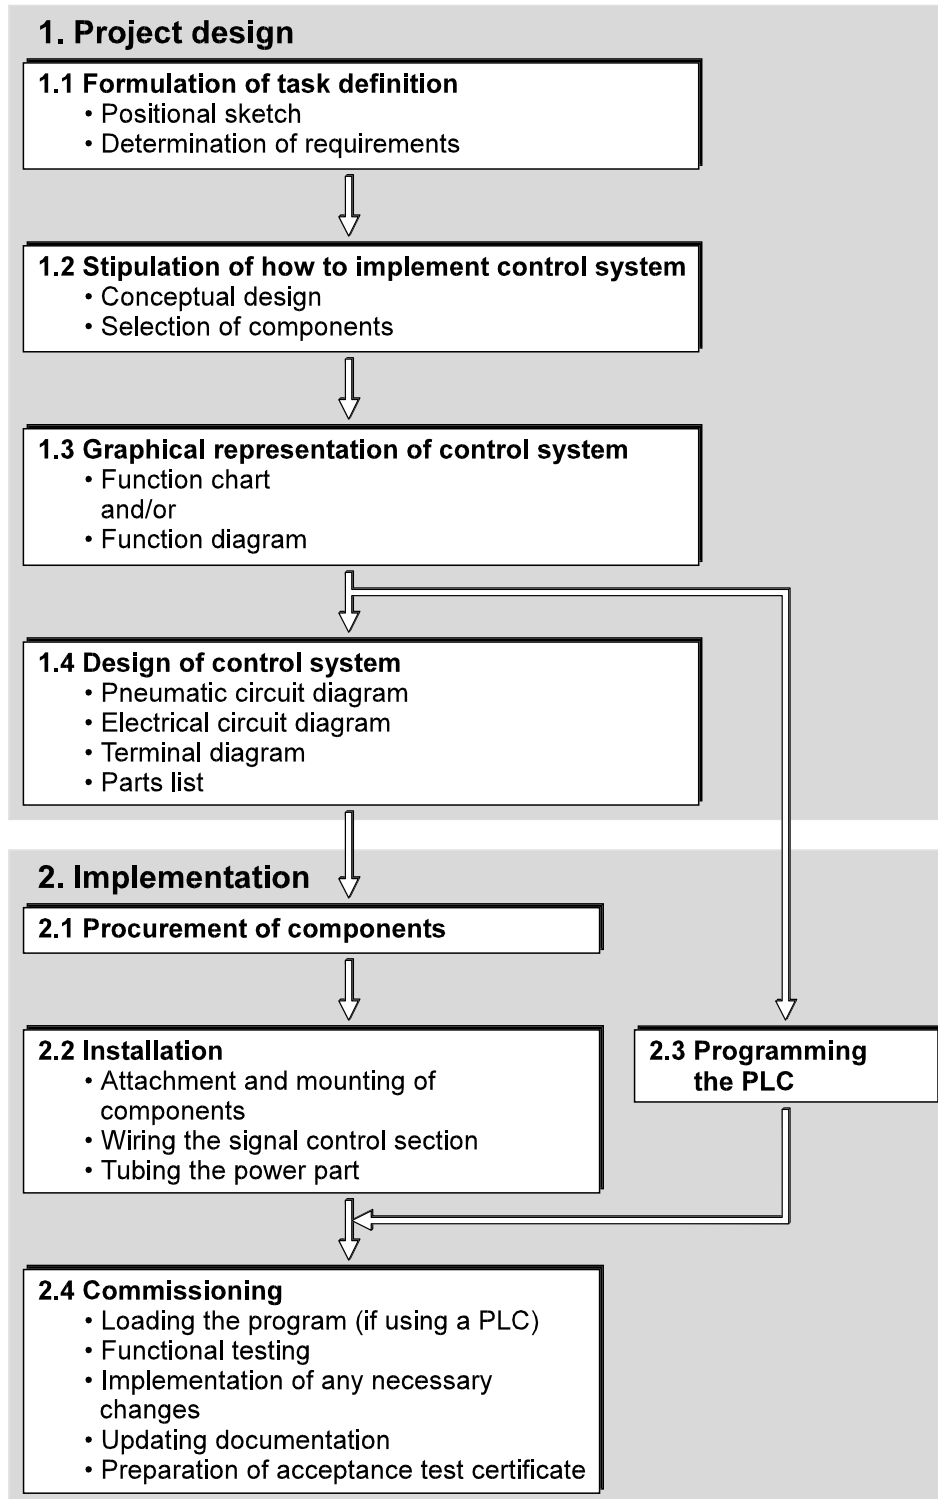 1. Project design
1.1 Formulation of task definition
• Positional sketch
• Determination of requirements
1.2 Stipulation of how to implement control system
• Conceptual design
• Selection of components
1.3 Graphical representation of control system
• Function chart
and/or
• Function diagram
1.4 Design of control system
• Pneumatic circuit diagram
• Electrical circuit diagram
• Terminal diagram
• Parts list
2. Implementation
2.1 Procurement of components
2.2 Installation
• Attachment and mounting of
components
• Wiring the signal control section
• Tubing the power part
2.3 Programming
the PLC
2.4 Commissioning
• Loading the program (if using a PLC)
• Functional testing
• Implementation of any necessary
changes
• Updating documentation
• Preparation of acceptance test certificate